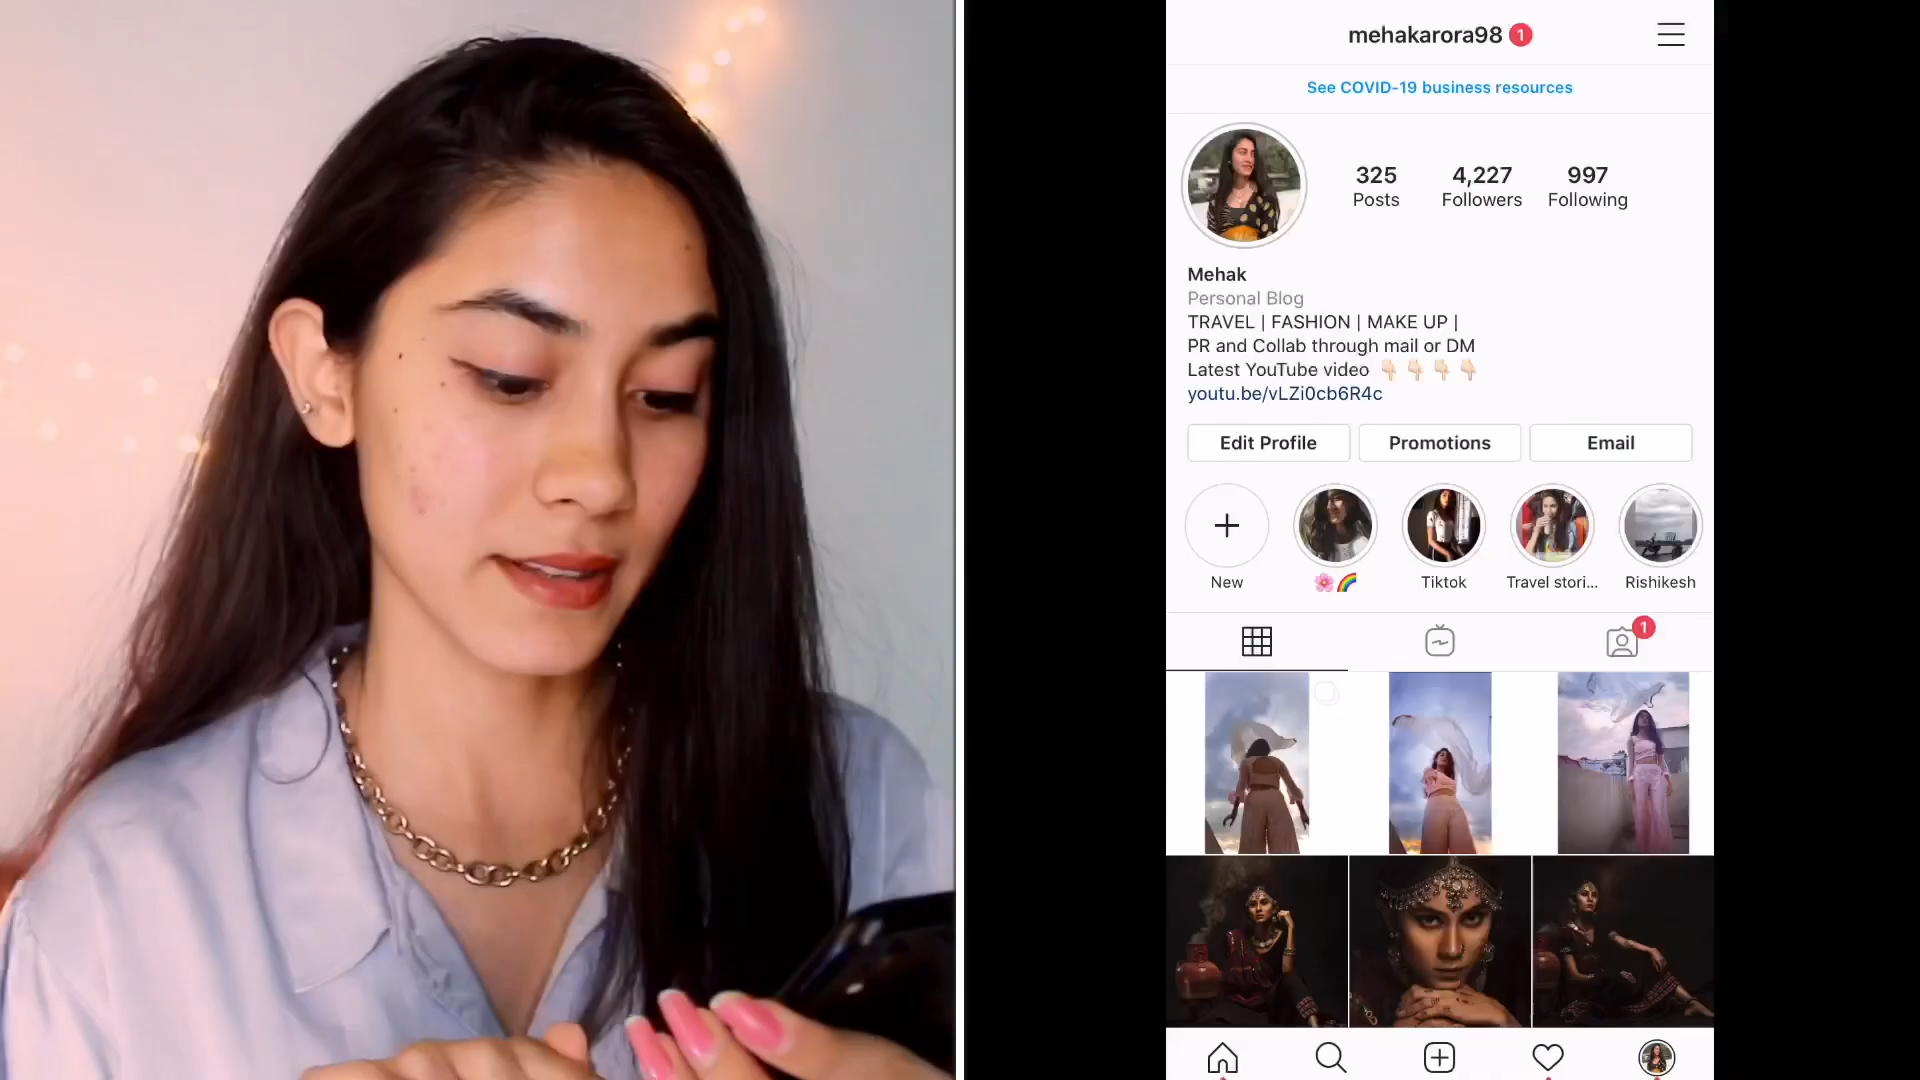 mehakarora98 1
See COVID-19 business resources
325 4,227 997
Posts Followers Following
Mehak
Personal Blog
TRAVEL | FASHION | MAKE UP |
PR and Collab through mail or DM
Latest YouTube video 👇🏻👇🏻👇🏻👇🏻
youtu.be/vLZi0cb6R4c
Edit Profile Promotions Email
New 🌸🌈 Tiktok Travel stori... Rishikesh
1